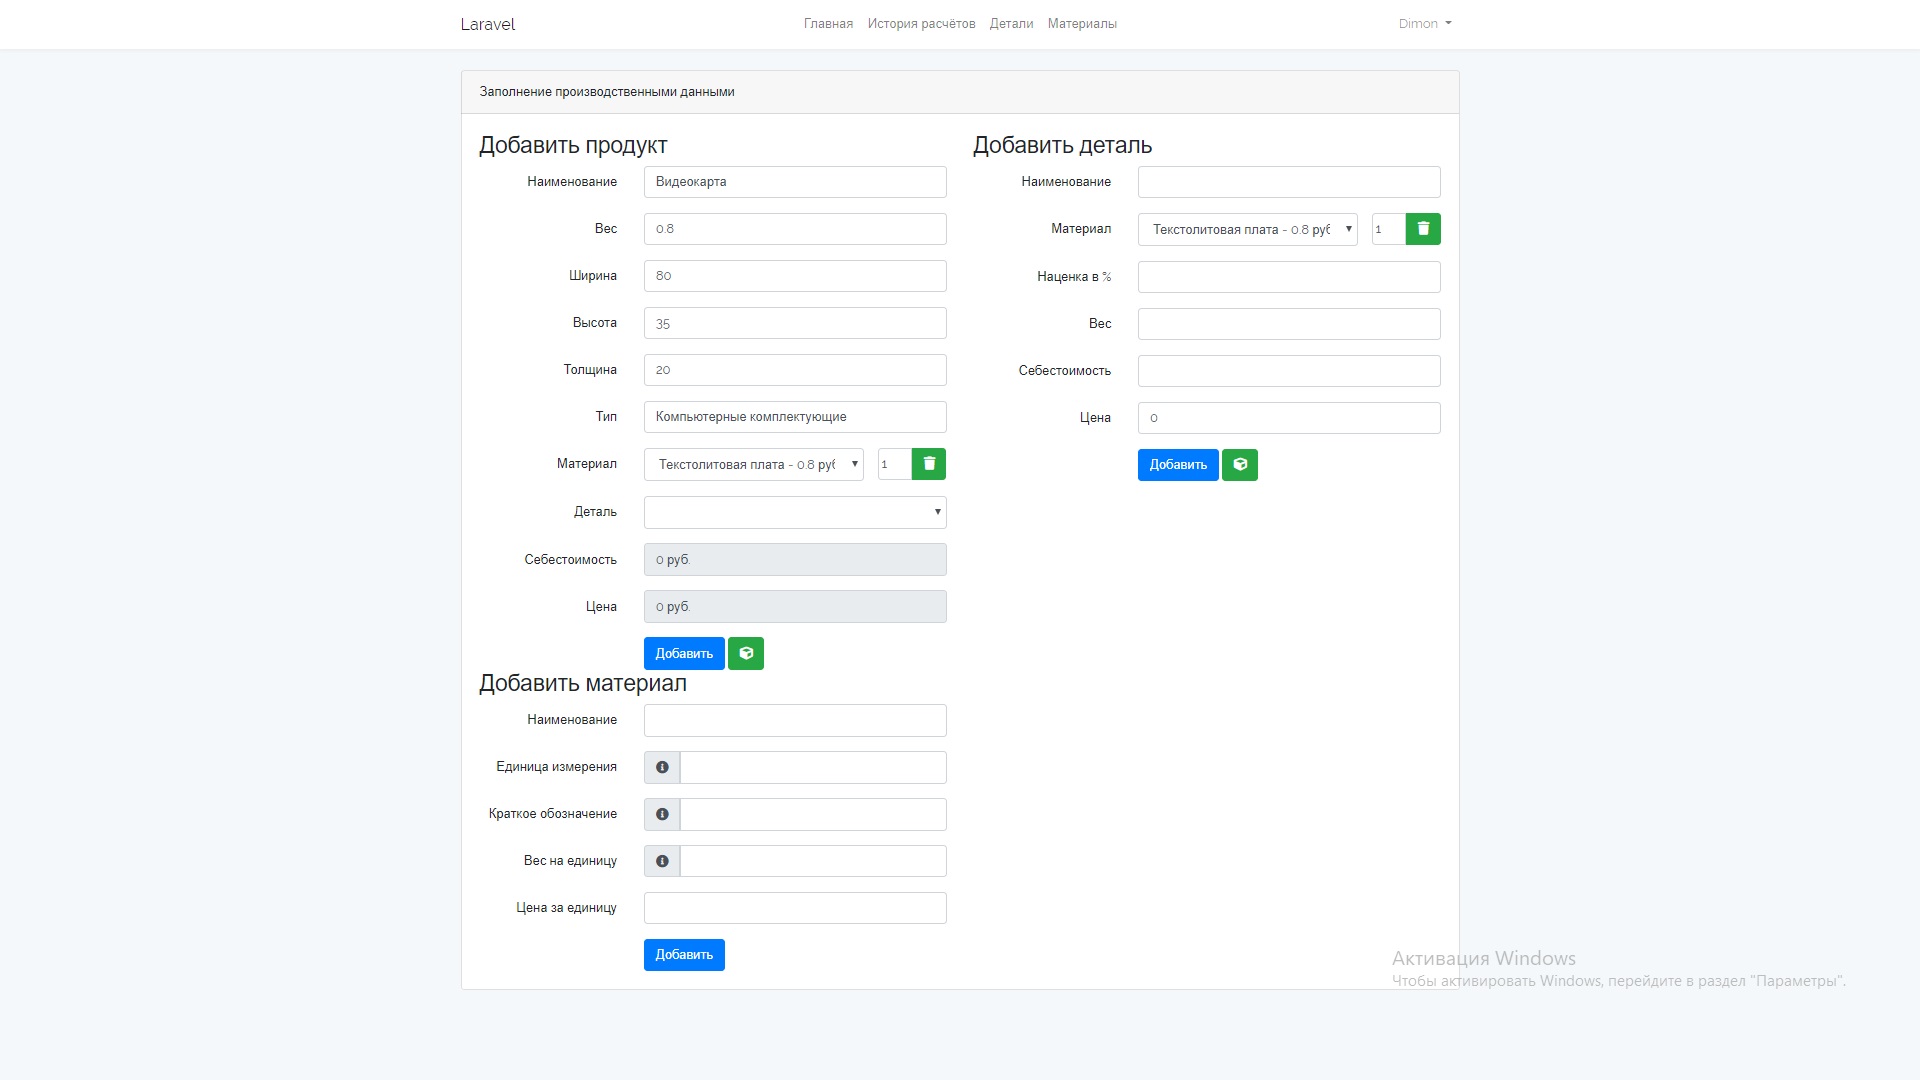 Laravel
Главная История расчётов Детали Материалы
Dimon
Заполнение производственными данными
Добавить продукт
Наименование Видеокарта
Вес 0.8
Ширина 80
Высота 35
Толщина 20
Тип Компьютерные комплектующие
Материал Текстолитовая плата - 0.8 руб 1
Деталь
Себестоимость 0 руб.
Цена 0 руб.
Добавить
Добавить деталь
Наименование
Материал Текстолитовая плата - 0.8 руб 1
Наценка в %
Вес
Себестоимость
Цена 0
Добавить
Добавить материал
Наименование
Единица измерения
Краткое обозначение
Вес на единицу
Цена за единицу
Добавить
Активация Windows
Чтобы активировать Windows, перейдите в раздел "Параметры".